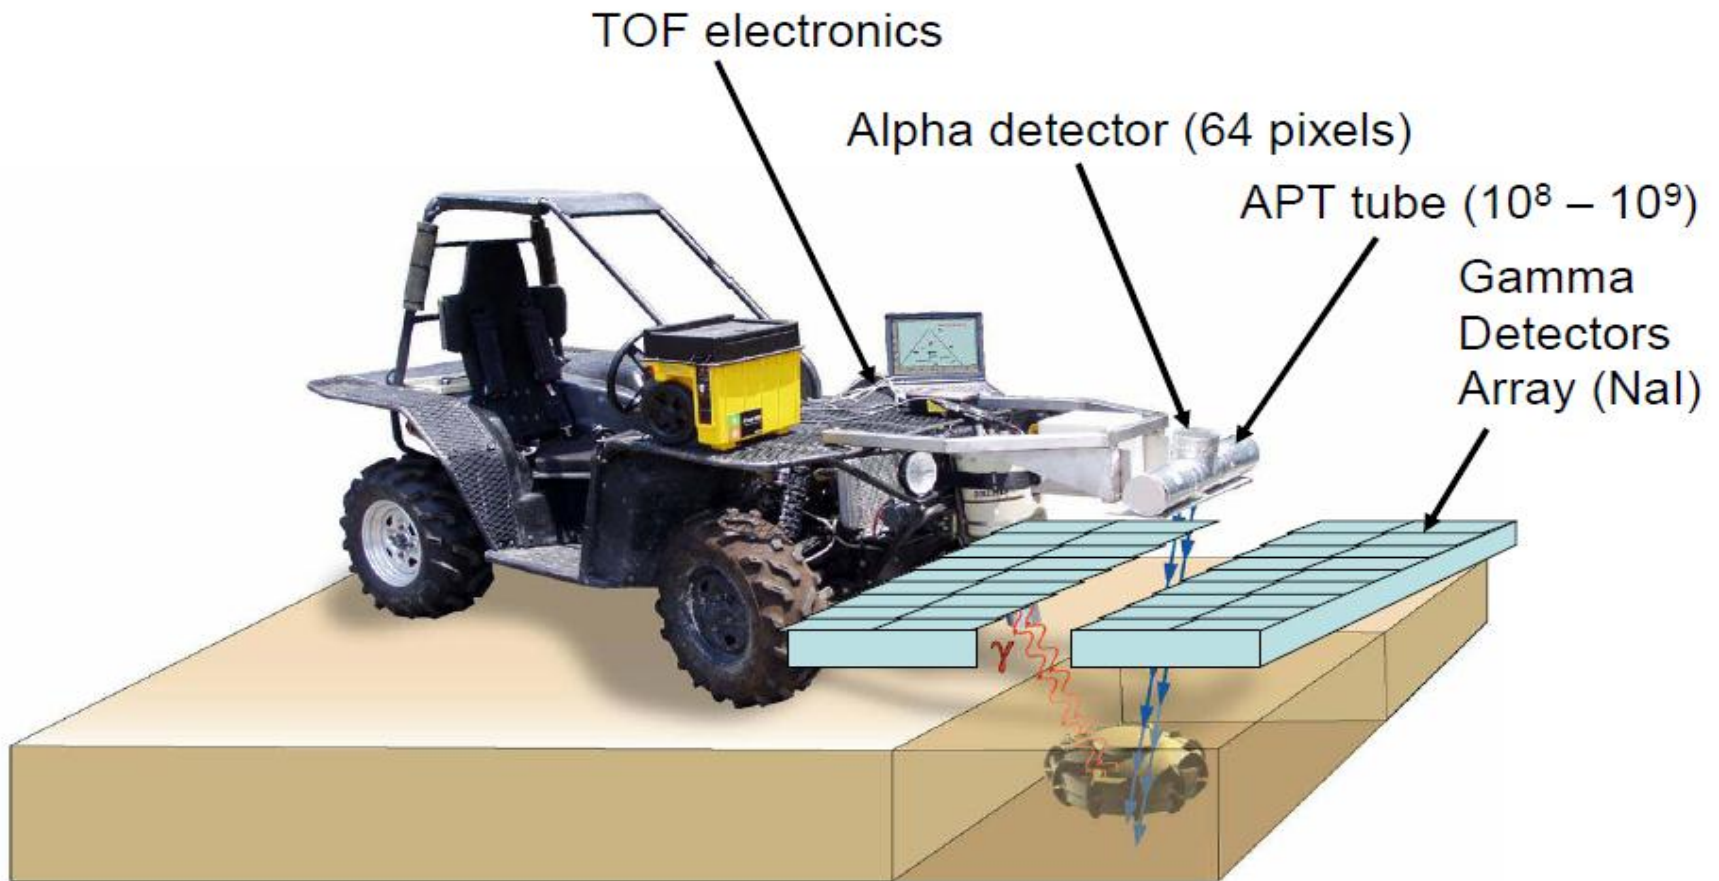 TOF electronics
Alpha detector (64 pixels)
APT tube (10⁸ – 10⁹)
Gamma
Detectors
Array (NaI)
γ